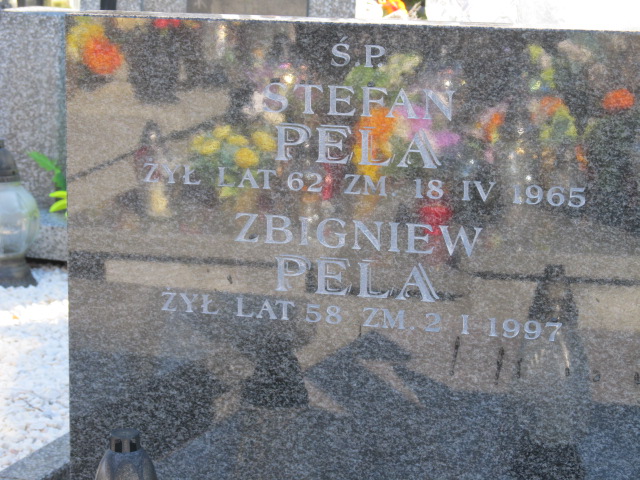 Ś.P.
STEFAN
PELA
ŻYŁ LAT 62 ZM. 18 IV 1965
ZBIGNIEW
PELA
ŻYŁ LAT 58 ZM. 2 I 1997